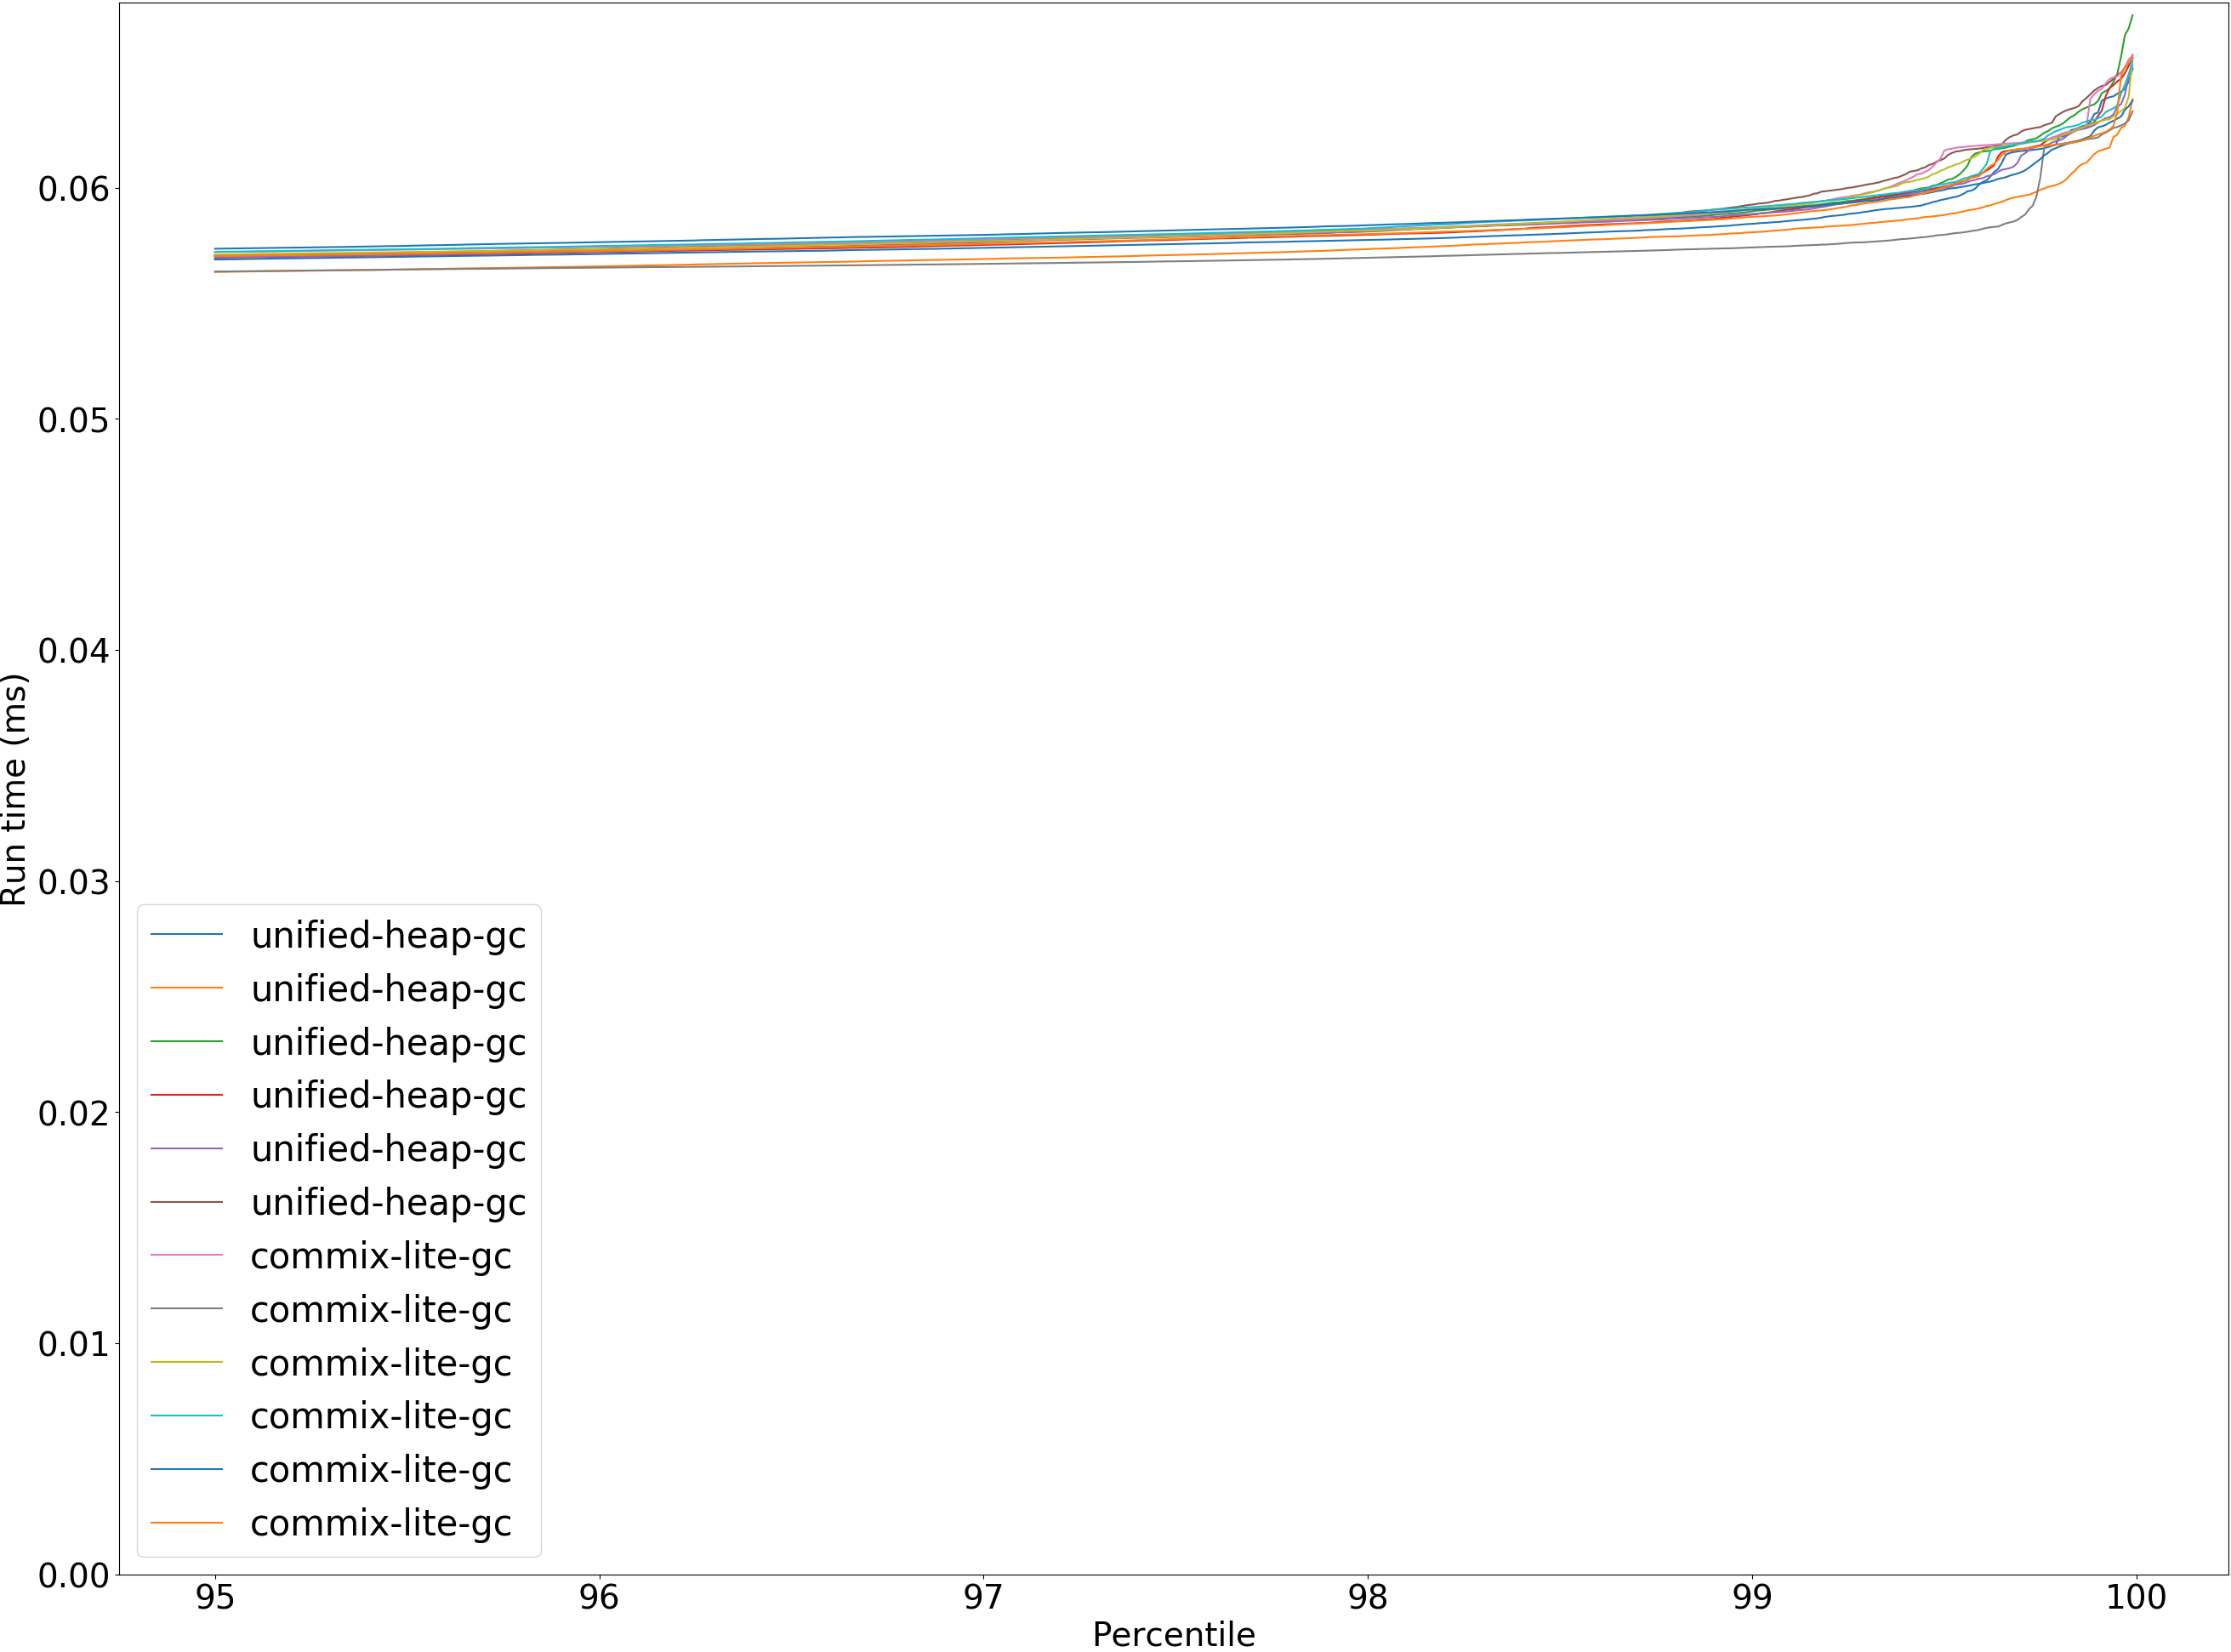 0.06
0.05
0.04
0.03
0.02
0.01
0.00
Run time (ms)
unified-heap-gc
unified-heap-gc
unified-heap-gc
unified-heap-gc
unified-heap-gc
unified-heap-gc
commix-lite-gc
commix-lite-gc
commix-lite-gc
commix-lite-gc
commix-lite-gc
commix-lite-gc
95 96 97 98 99 100
Percentile